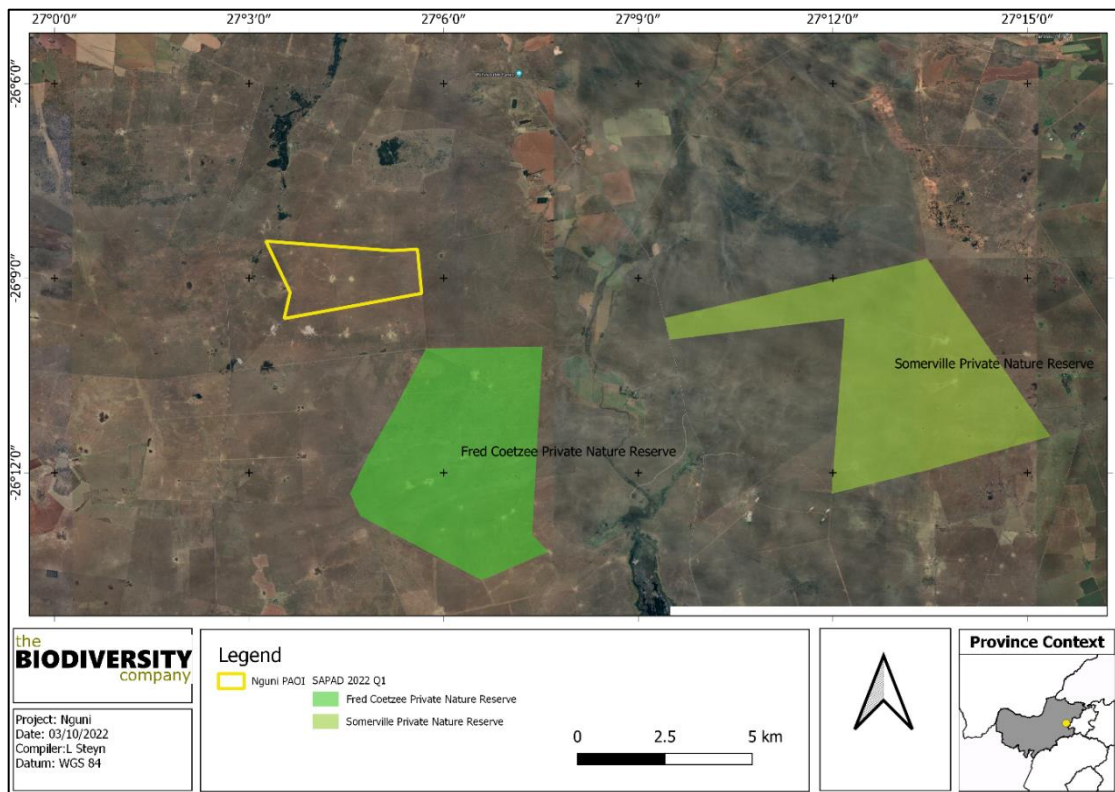 27°0′0″ 27°3′0″ 27°6′0″ 27°9′0″ 27°12′0″ 27°15′0″
-26°6′0″
-26°9′0″
-26°12′0″
Somerville Private Nature Reserve
Fred Coetzee Private Nature Reserve
the
BIODIVERSITY
company
Project: Nguni
Date: 03/10/2022
Compiler:L Steyn
Datum: WGS 84
Legend
Nguni PAOI SAPAD 2022 Q1
Fred Coetzee Private Nature Reserve
Somerville Private Nature Reserve
0 2.5 5 km
Province Context